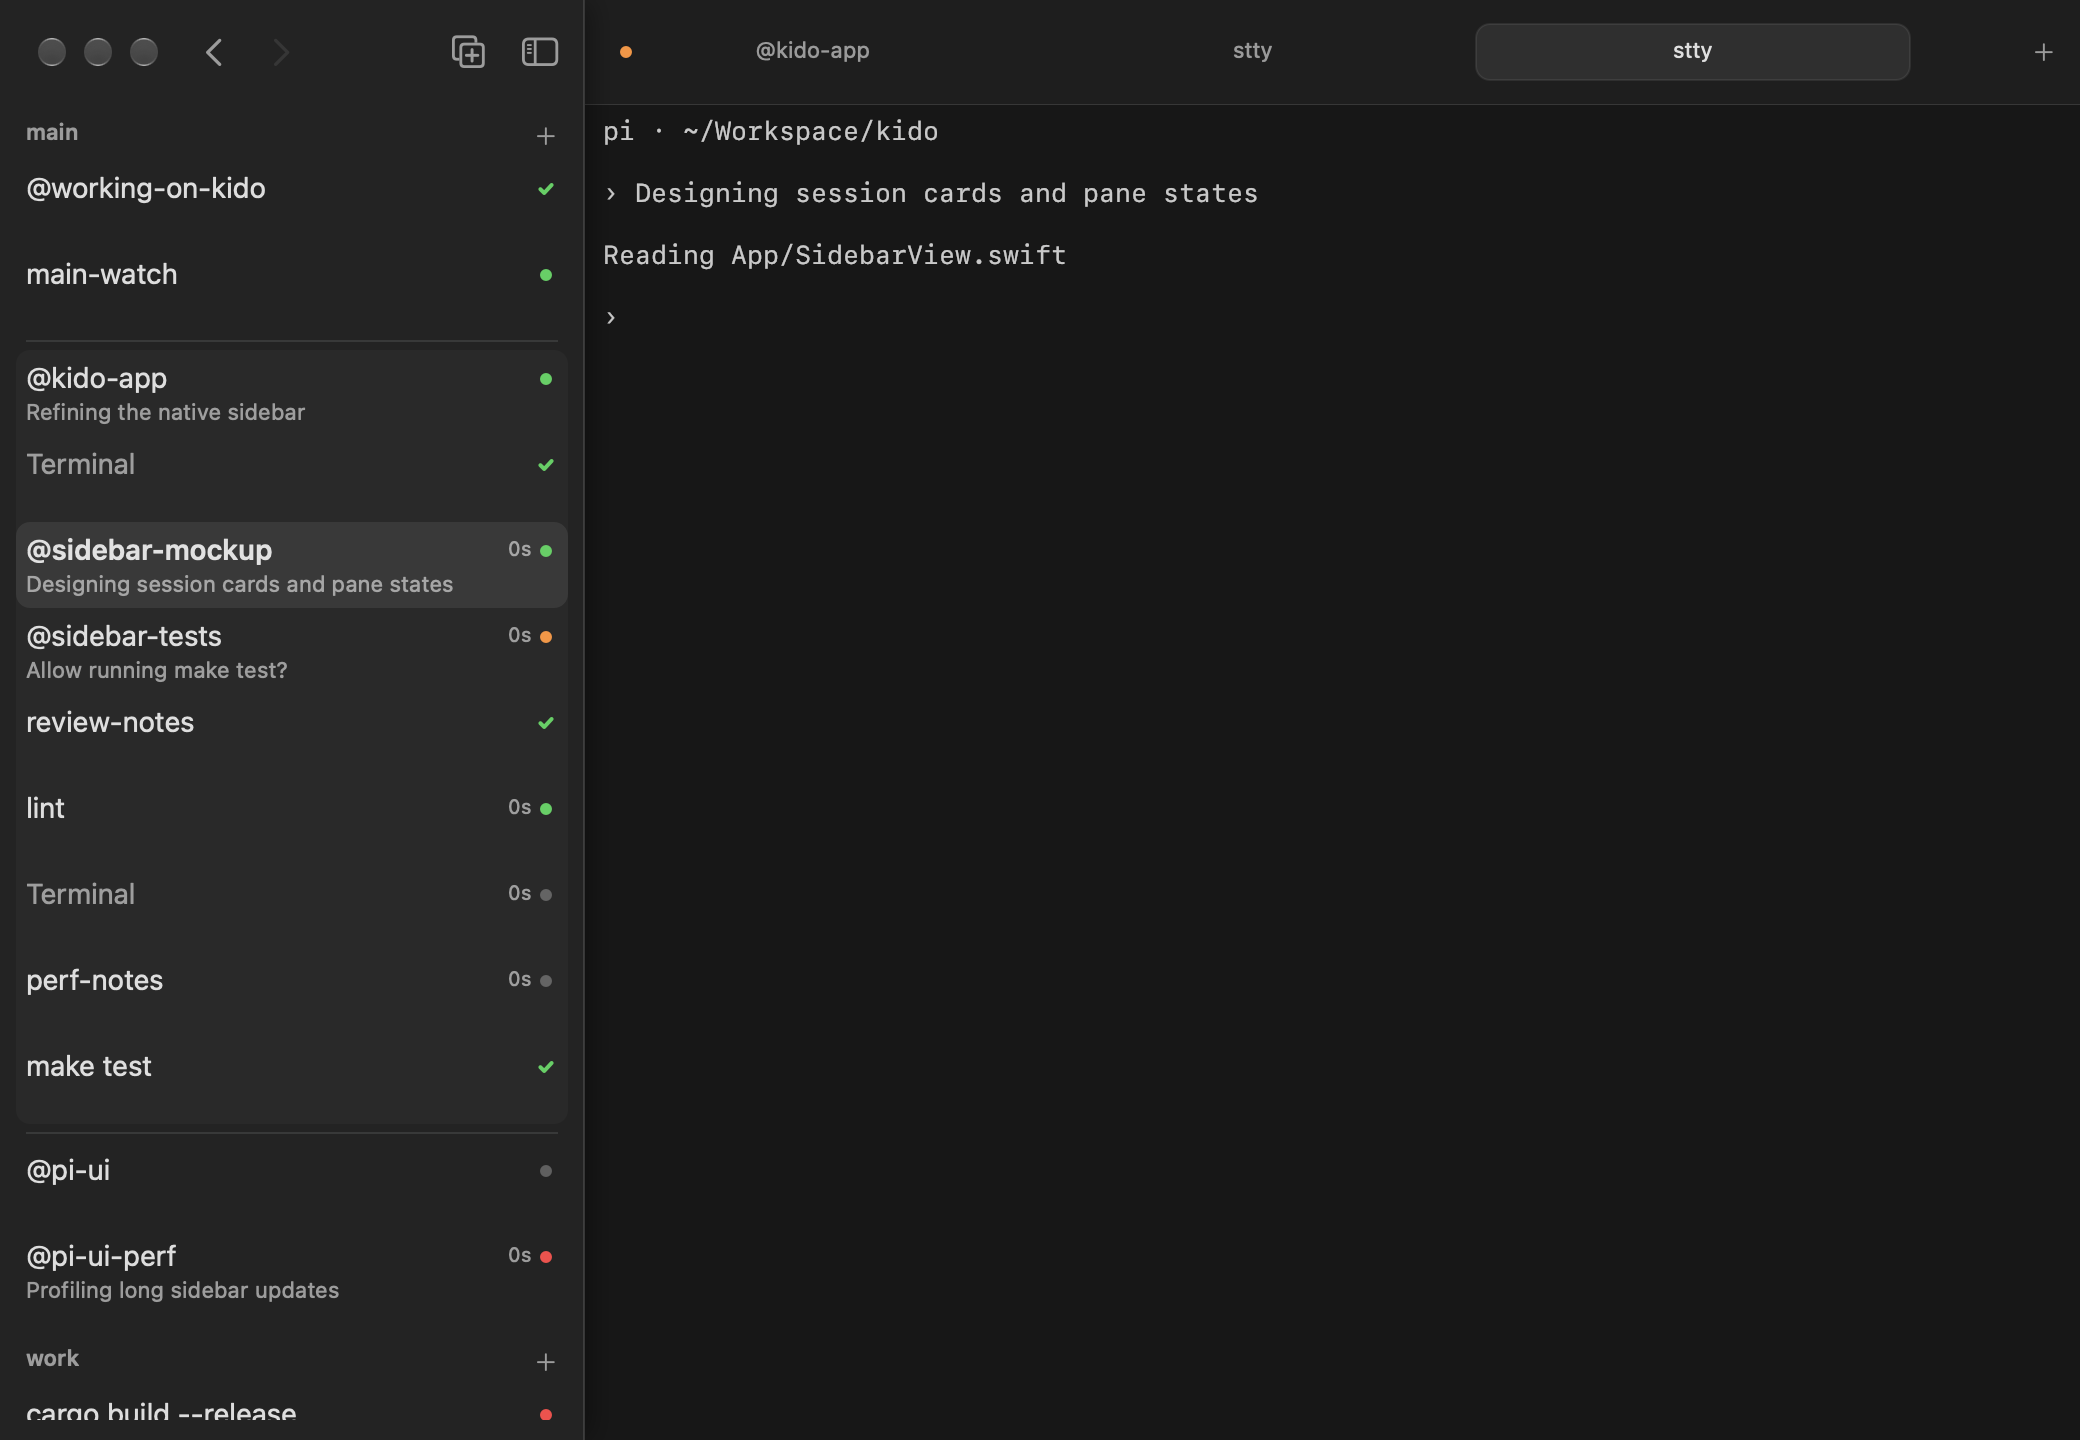 main
@working-on-kido
main-watch
@kido-app
Refining the native sidebar
Terminal
@sidebar-mockup 0s
Designing session cards and pane states
@sidebar-tests 0s
Allow running make test?
review-notes
lint 0s
Terminal 0s
perf-notes 0s
make test
@pi-ui
@pi-ui-perf 0s
Profiling long sidebar updates
work
cargo build --release
@kido-app stty stty
pi · ~/Workspace/kido
› Designing session cards and pane states
Reading App/SidebarView.swift
›